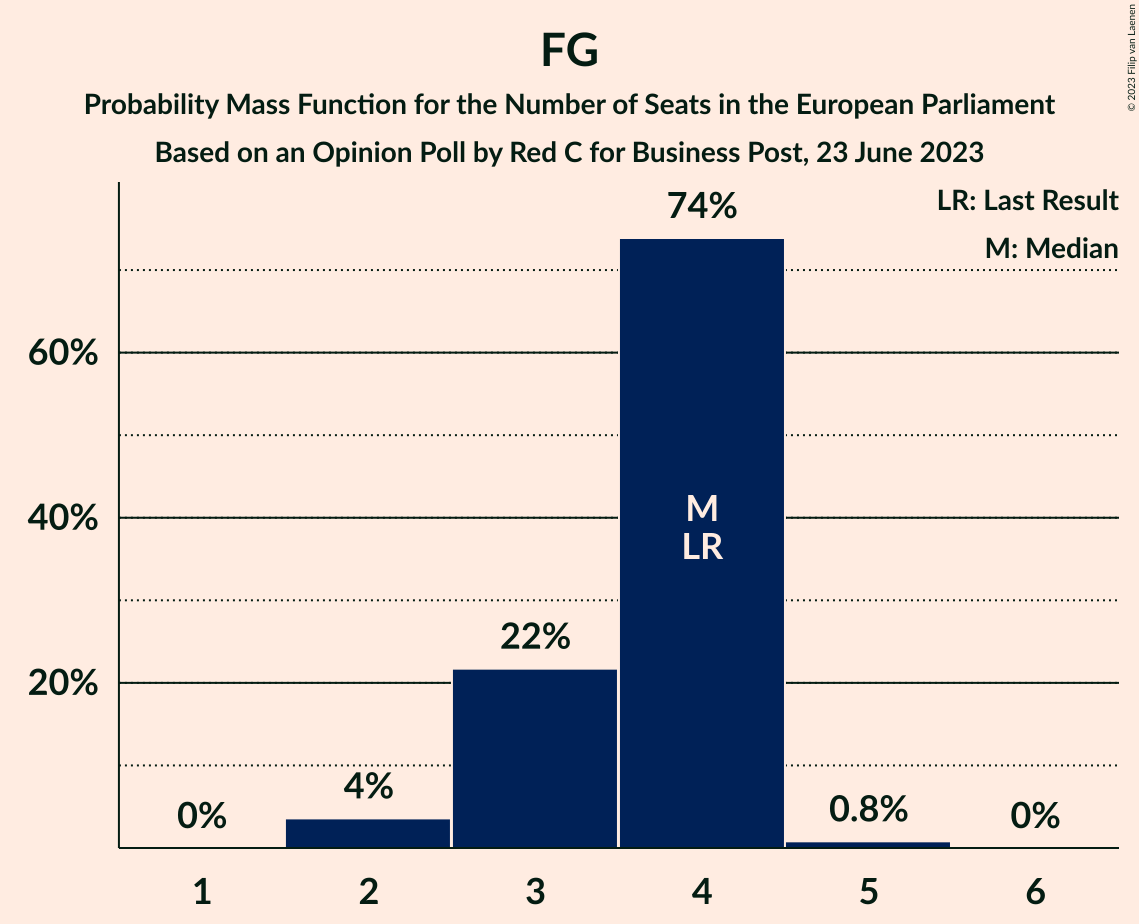 FG
Probability Mass Function for the Number of Seats in the European Parliament
Based on an Opinion Poll by Red C for Business Post, 23 June 2023
© 2023 Filip van Laenen
LR: Last Result
M: Median
74%
60%
M
40%
LR
22%
20%
4%
0%
0.8%
0%
1 2 3 4 5 6